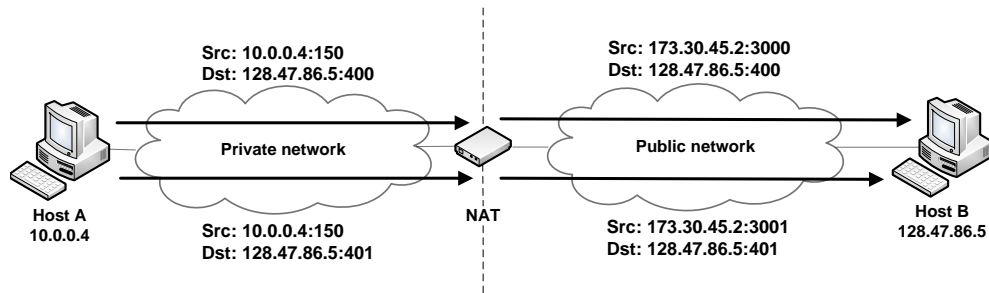 Src: 10.0.0.4:150
Dst: 128.47.86.5:400
Src: 173.30.45.2:3000
Dst: 128.47.86.5:400
Private network
Public network
Host A
10.0.0.4
NAT
Host B
128.47.86.5
Src: 10.0.0.4:150
Dst: 128.47.86.5:401
Src: 173.30.45.2:3001
Dst: 128.47.86.5:401